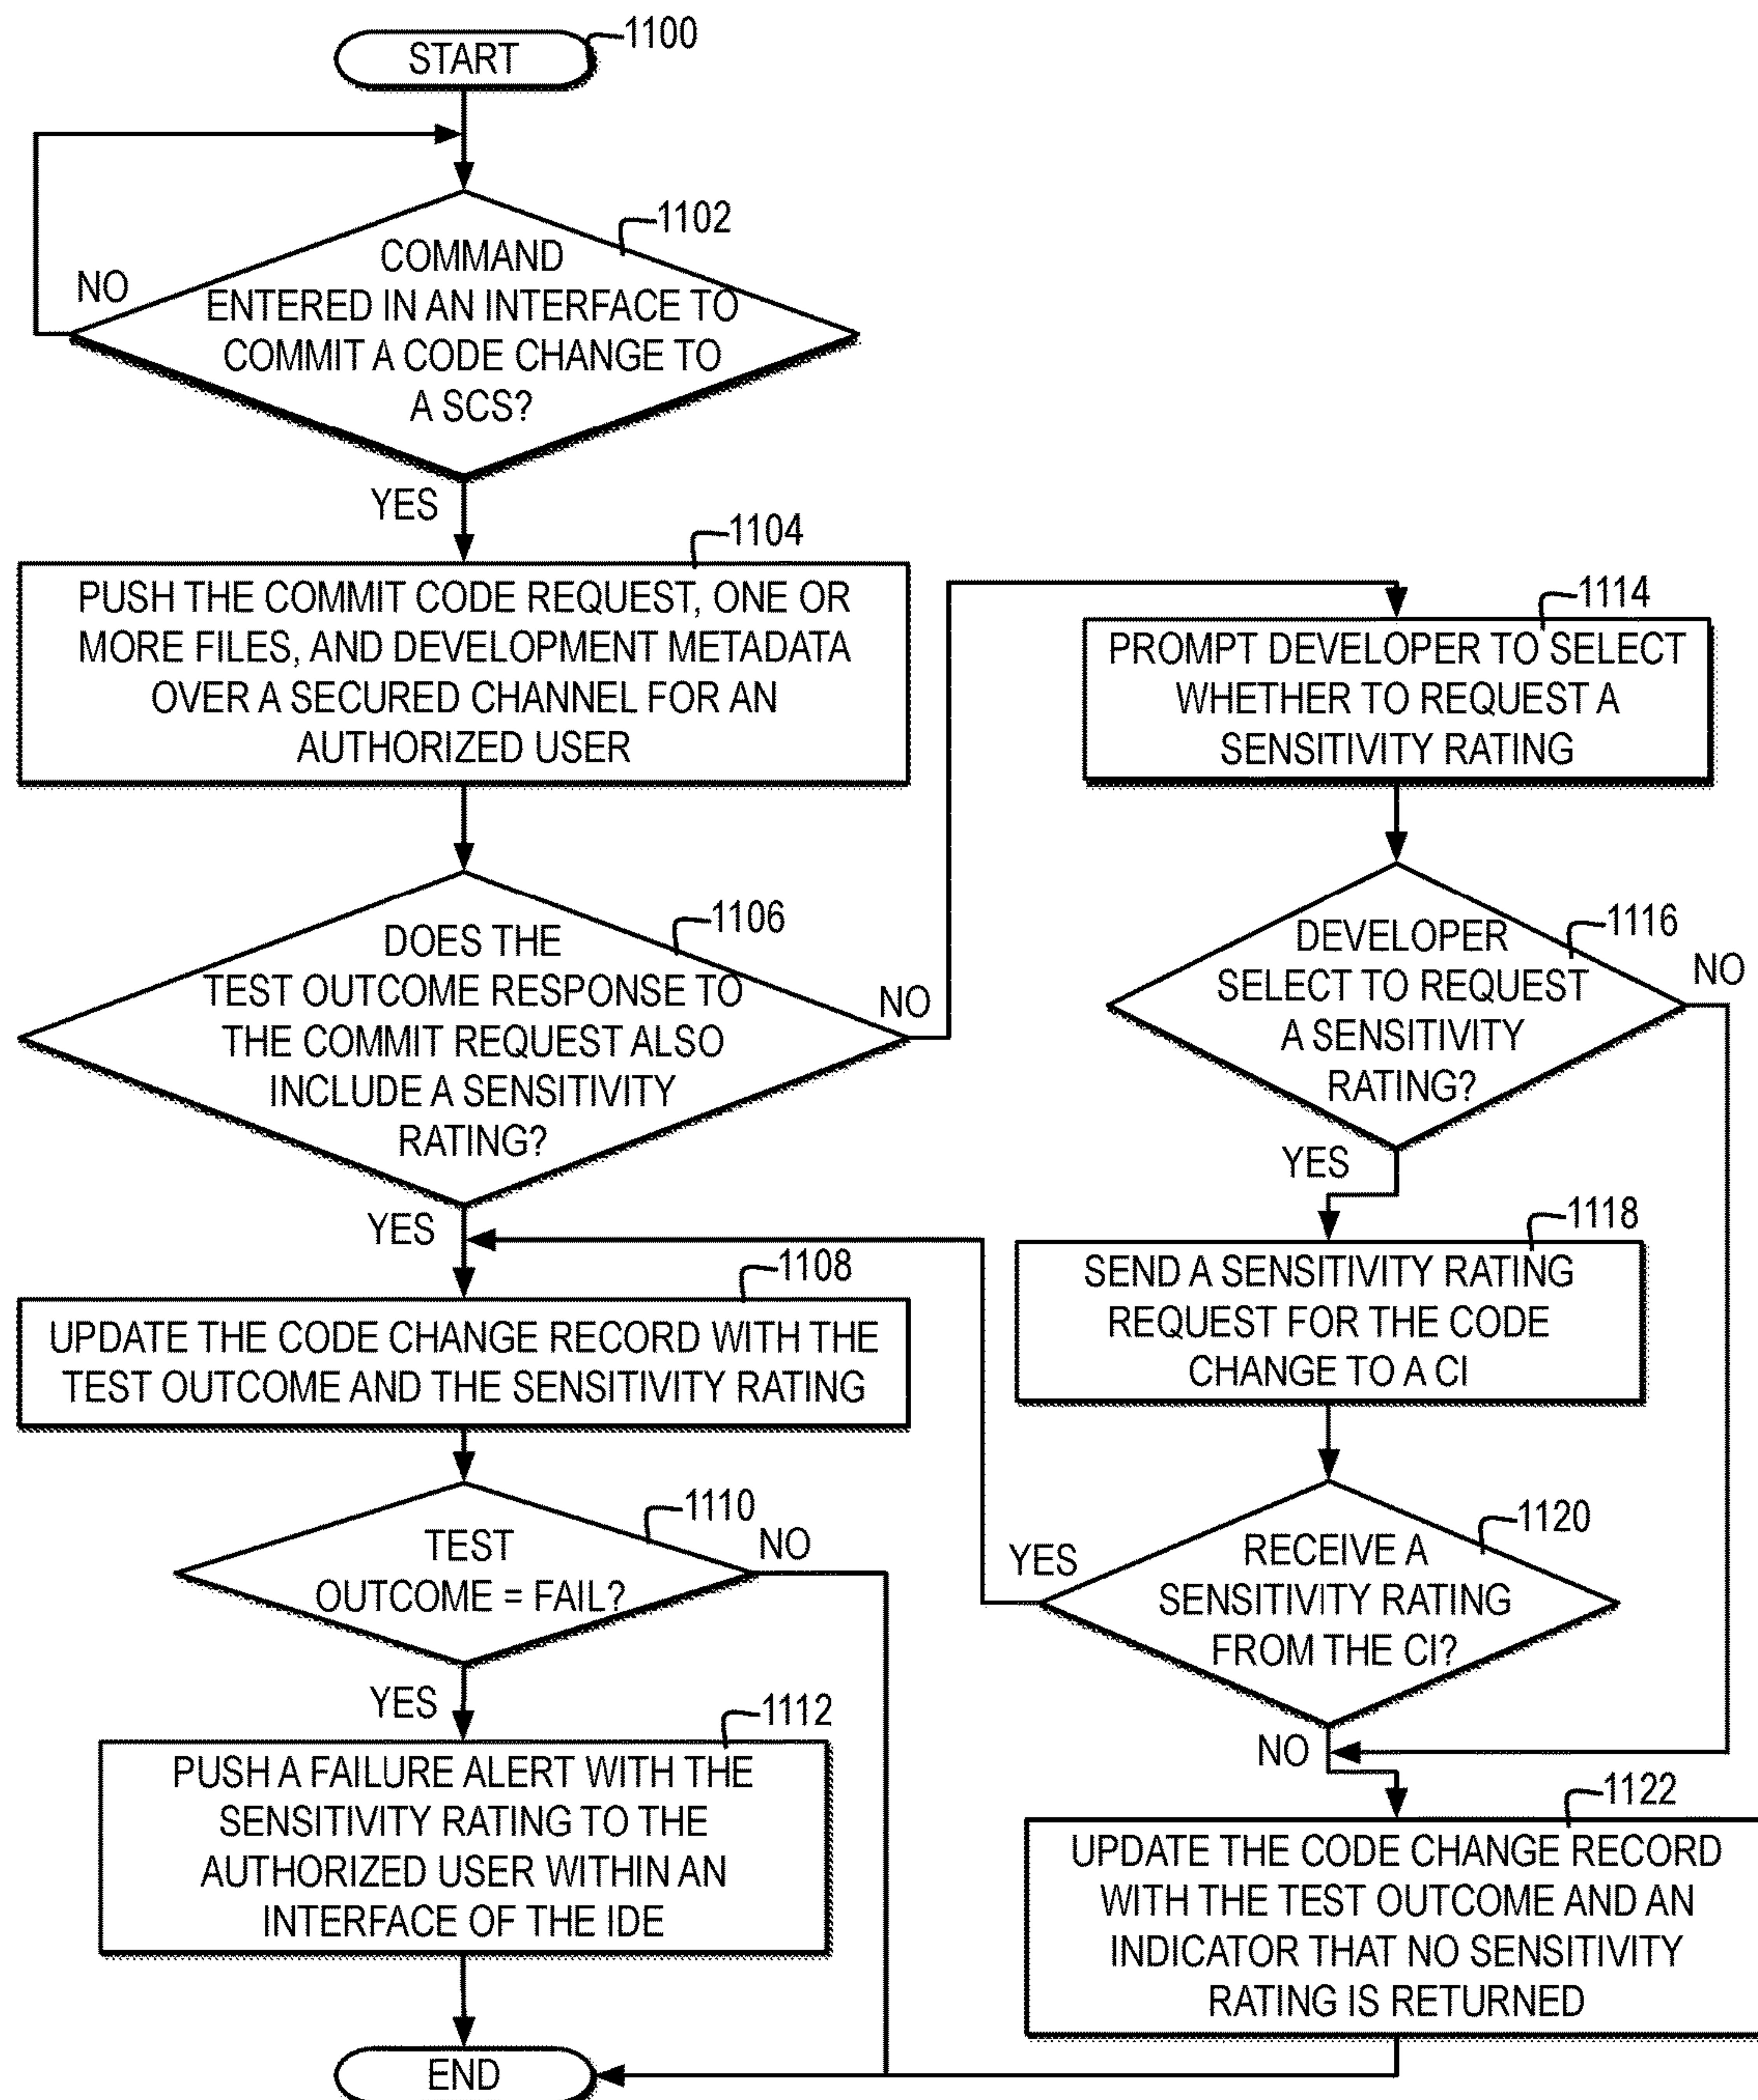 START
1100
1102
COMMAND
ENTERED IN AN INTERFACE TO
COMMIT A CODE CHANGE TO
A SCS?
NO
YES
1104
PUSH THE COMMIT CODE REQUEST, ONE OR
MORE FILES, AND DEVELOPMENT METADATA
OVER A SECURED CHANNEL FOR AN
AUTHORIZED USER
1106
DOES THE
TEST OUTCOME RESPONSE TO
THE COMMIT REQUEST ALSO
INCLUDE A SENSITIVITY
RATING?
NO
YES
1108
UPDATE THE CODE CHANGE RECORD WITH THE
TEST OUTCOME AND THE SENSITIVITY RATING
1110
TEST
OUTCOME = FAIL?
NO
YES
1112
PUSH A FAILURE ALERT WITH THE
SENSITIVITY RATING TO THE
AUTHORIZED USER WITHIN AN
INTERFACE OF THE IDE
END
1114
PROMPT DEVELOPER TO SELECT
WHETHER TO REQUEST A
SENSITIVITY RATING
1116
DEVELOPER
SELECT TO REQUEST
A SENSITIVITY
RATING?
NO
YES
1118
SEND A SENSITIVITY RATING
REQUEST FOR THE CODE
CHANGE TO A CI
1120
RECEIVE A
SENSITIVITY RATING
FROM THE CI?
YES
NO
1122
UPDATE THE CODE CHANGE RECORD
WITH THE TEST OUTCOME AND AN
INDICATOR THAT NO SENSITIVITY
RATING IS RETURNED